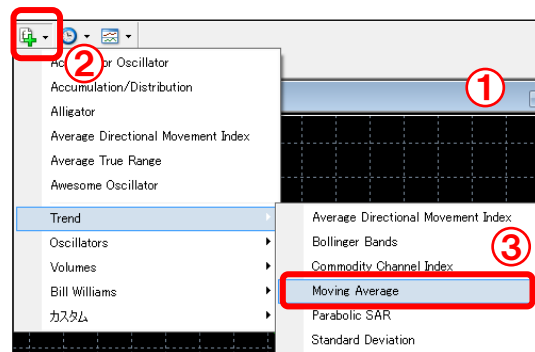 ②
Ac or Oscillator
①
Accumulation/Distribution
Alligator
Average Directional Movement Index
Average True Range
Awesome Oscillator
Trend
Oscillators
Volumes
Bill Williams
カスタム
Average Directional Movement Index
Bollinger Bands
③
Commodity Channel Index
Moving Average
Parabolic SAR
Standard Deviation